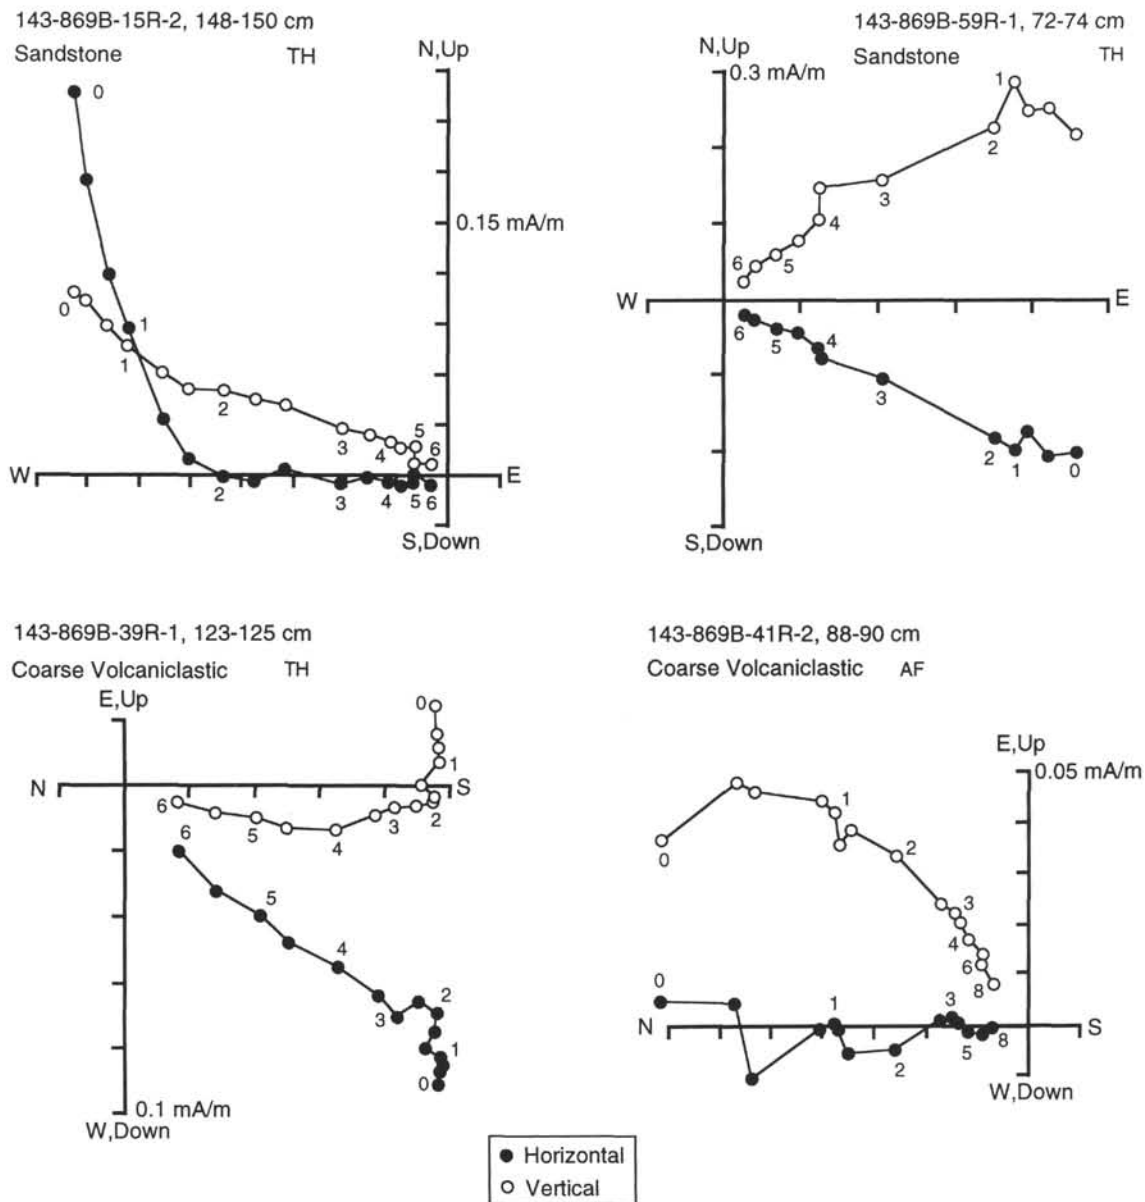 143-869B-15R-2, 148-150 cm
Sandstone TH
N,Up
0
0.15 mA/m
0
1
1
2
3
4
5
6
W
E
2
3
4
5
6
S,Down
143-869B-59R-1, 72-74 cm
N,Up
Sandstone TH
0.3 mA/m
1
2
3
4
5
6
W
E
6
5
4
3
2
1
0
S,Down
143-869B-39R-1, 123-125 cm
Coarse Volcaniclastic TH
E,Up
0
1
N
S
6
5
4
3
2
6
5
4
3
2
1
0
0.1 mA/m
W,Down
143-869B-41R-2, 88-90 cm
Coarse Volcaniclastic AF
E,Up
0.05 mA/m
1
0
2
3
4
6
8
0
1
3
N
S
2
5
8
W,Down
Horizontal
Vertical